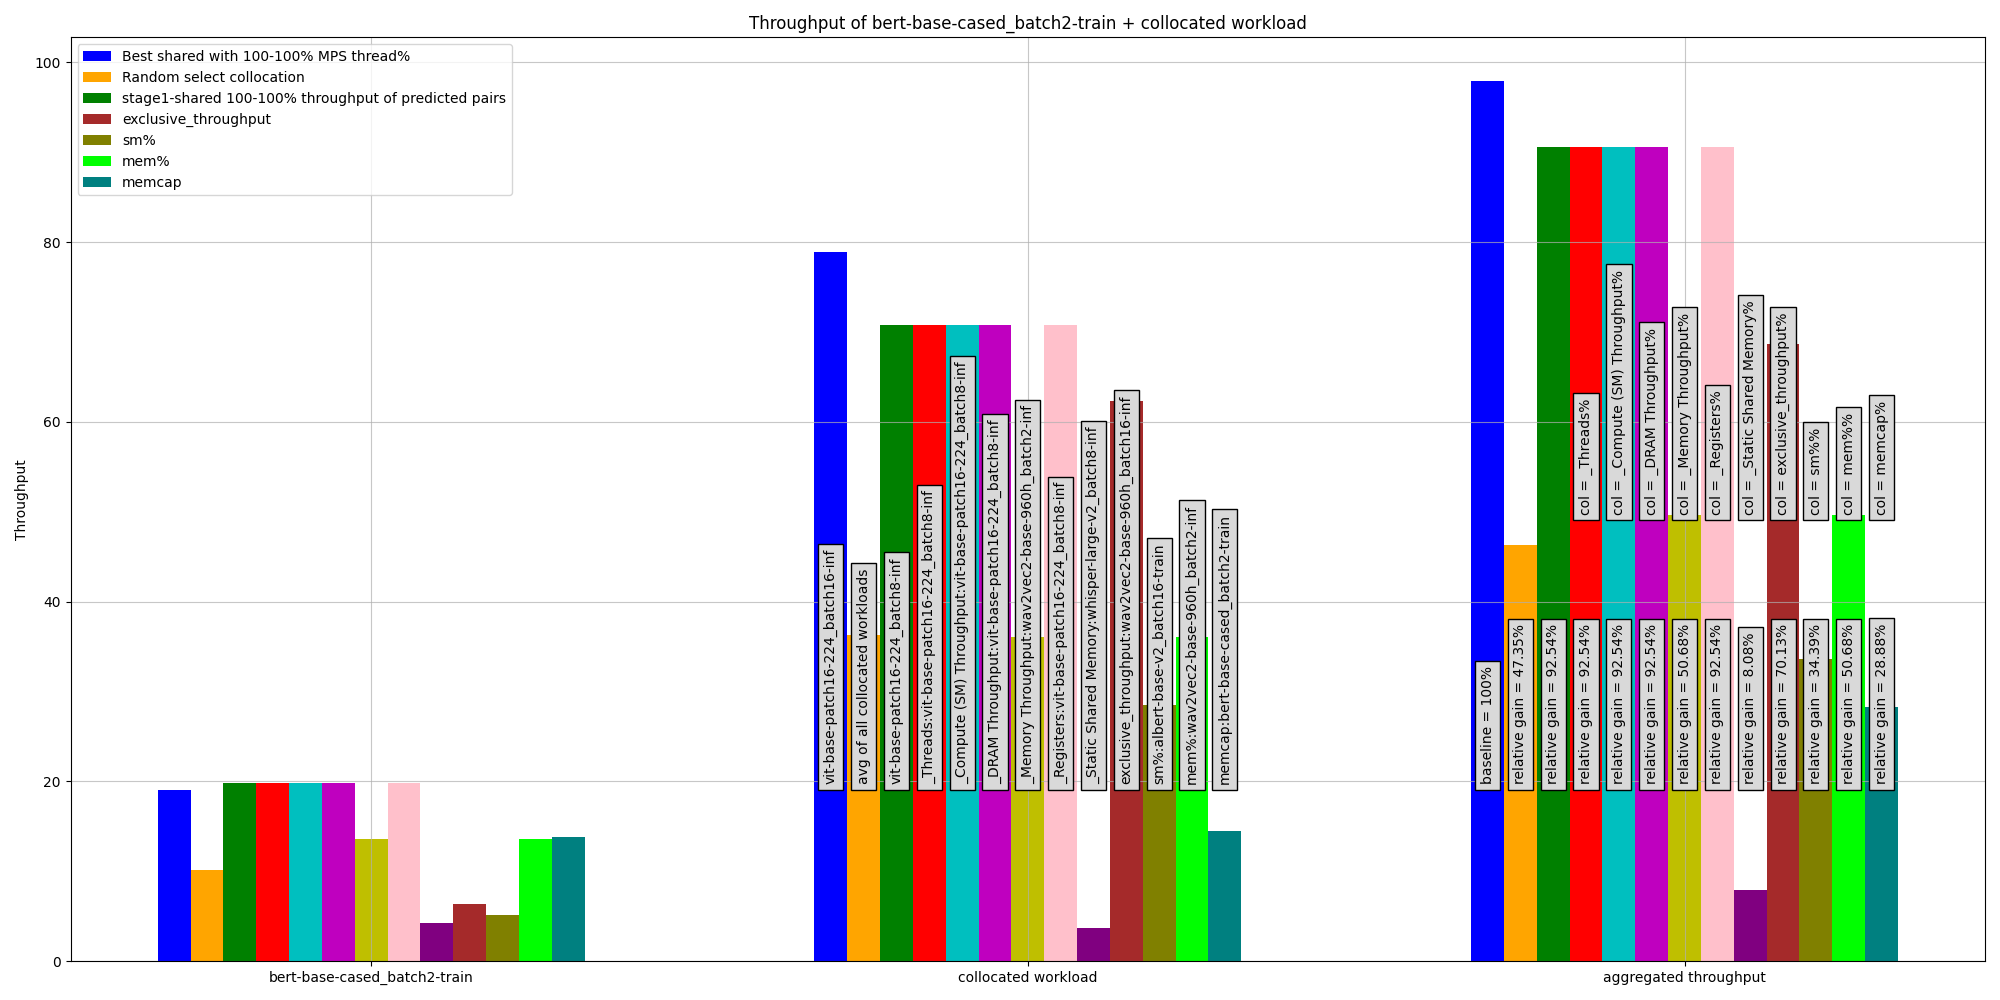 Throughput of bert-base-cased_batch2-train + collocated workload
Best shared with 100-100% MPS thread%
Random select collocation
stage1-shared 100-100% throughput of predicted pairs
exclusive_throughput
sm%
mem%
memcap
Throughput
100
80
60
40
20
0
vit-base-patch16-224_batch16-inf
avg of all collocated workloads
vit-base-patch16-224_batch8-inf
_Threads:vit-base-patch16-224_batch8-inf
_Compute (SM) Throughput:vit-base-patch16-224_batch8-inf
_DRAM Throughput:vit-base-patch16-224_batch8-inf
_Memory Throughput:wav2vec2-base-960h_batch2-inf
_Registers:vit-base-patch16-224_batch8-inf
_Static Shared Memory:whisper-large-v2_batch8-inf
exclusive_throughput:wav2vec2-base-960h_batch16-inf
sm%:albert-base-v2_batch16-train
mem%:wav2vec2-base-960h_batch2-inf
memcap:bert-base-cased_batch2-train
col = _Threads%
col = _Compute (SM) Throughput%
col = _DRAM Throughput%
col = _Memory Throughput%
col = _Registers%
col = _Static Shared Memory%
col = exclusive_throughput%
col = sm%%
col = mem%%
col = memcap%
baseline = 100%
relative gain = 47.35%
relative gain = 92.54%
relative gain = 92.54%
relative gain = 92.54%
relative gain = 92.54%
relative gain = 50.68%
relative gain = 92.54%
relative gain = 8.08%
relative gain = 70.13%
relative gain = 34.39%
relative gain = 50.68%
relative gain = 28.88%
bert-base-cased_batch2-train
collocated workload
aggregated throughput